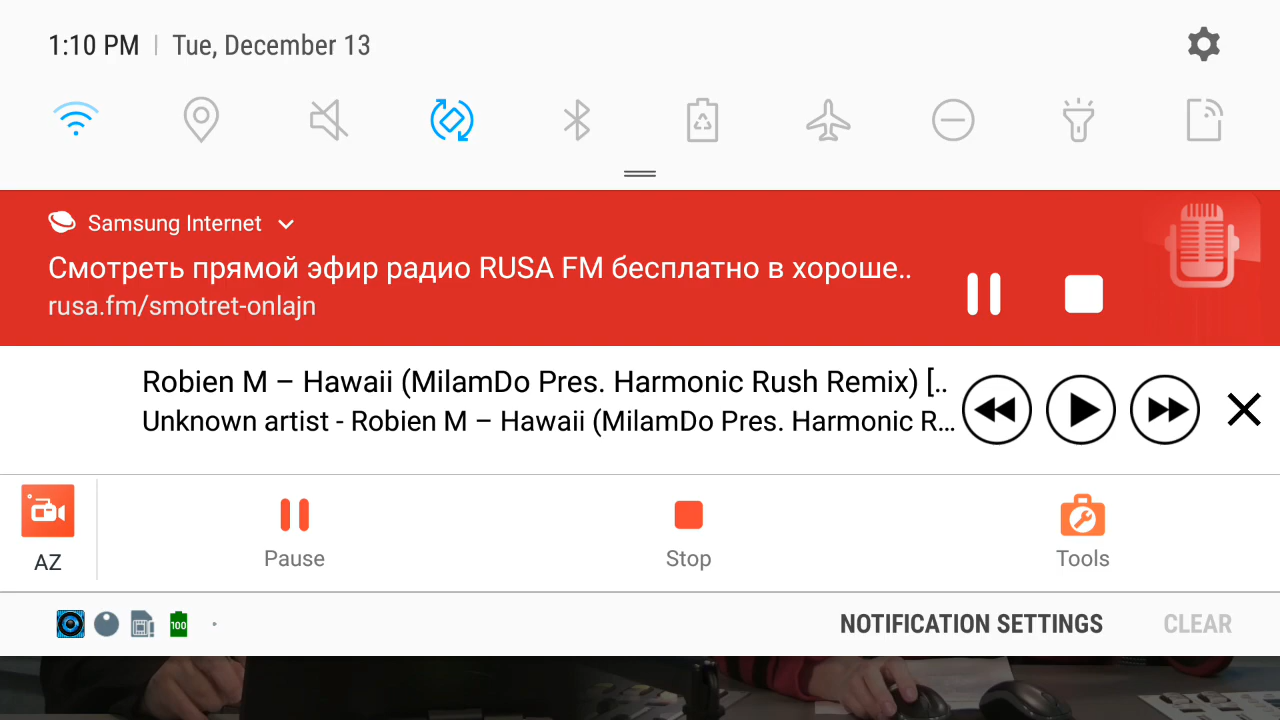 1:10 PM | Tue, December 13
Samsung Internet
Смотреть прямой эфир радио RUSA FM бесплатно в хороше..
rusa.fm/smotret-onlajn
Robien M – Hawaii (MilamDo Pres. Harmonic Rush Remix) [..
Unknown artist - Robien M – Hawaii (MilamDo Pres. Harmonic R...
AZ
Pause
Stop
Tools
100
NOTIFICATION SETTINGS
CLEAR